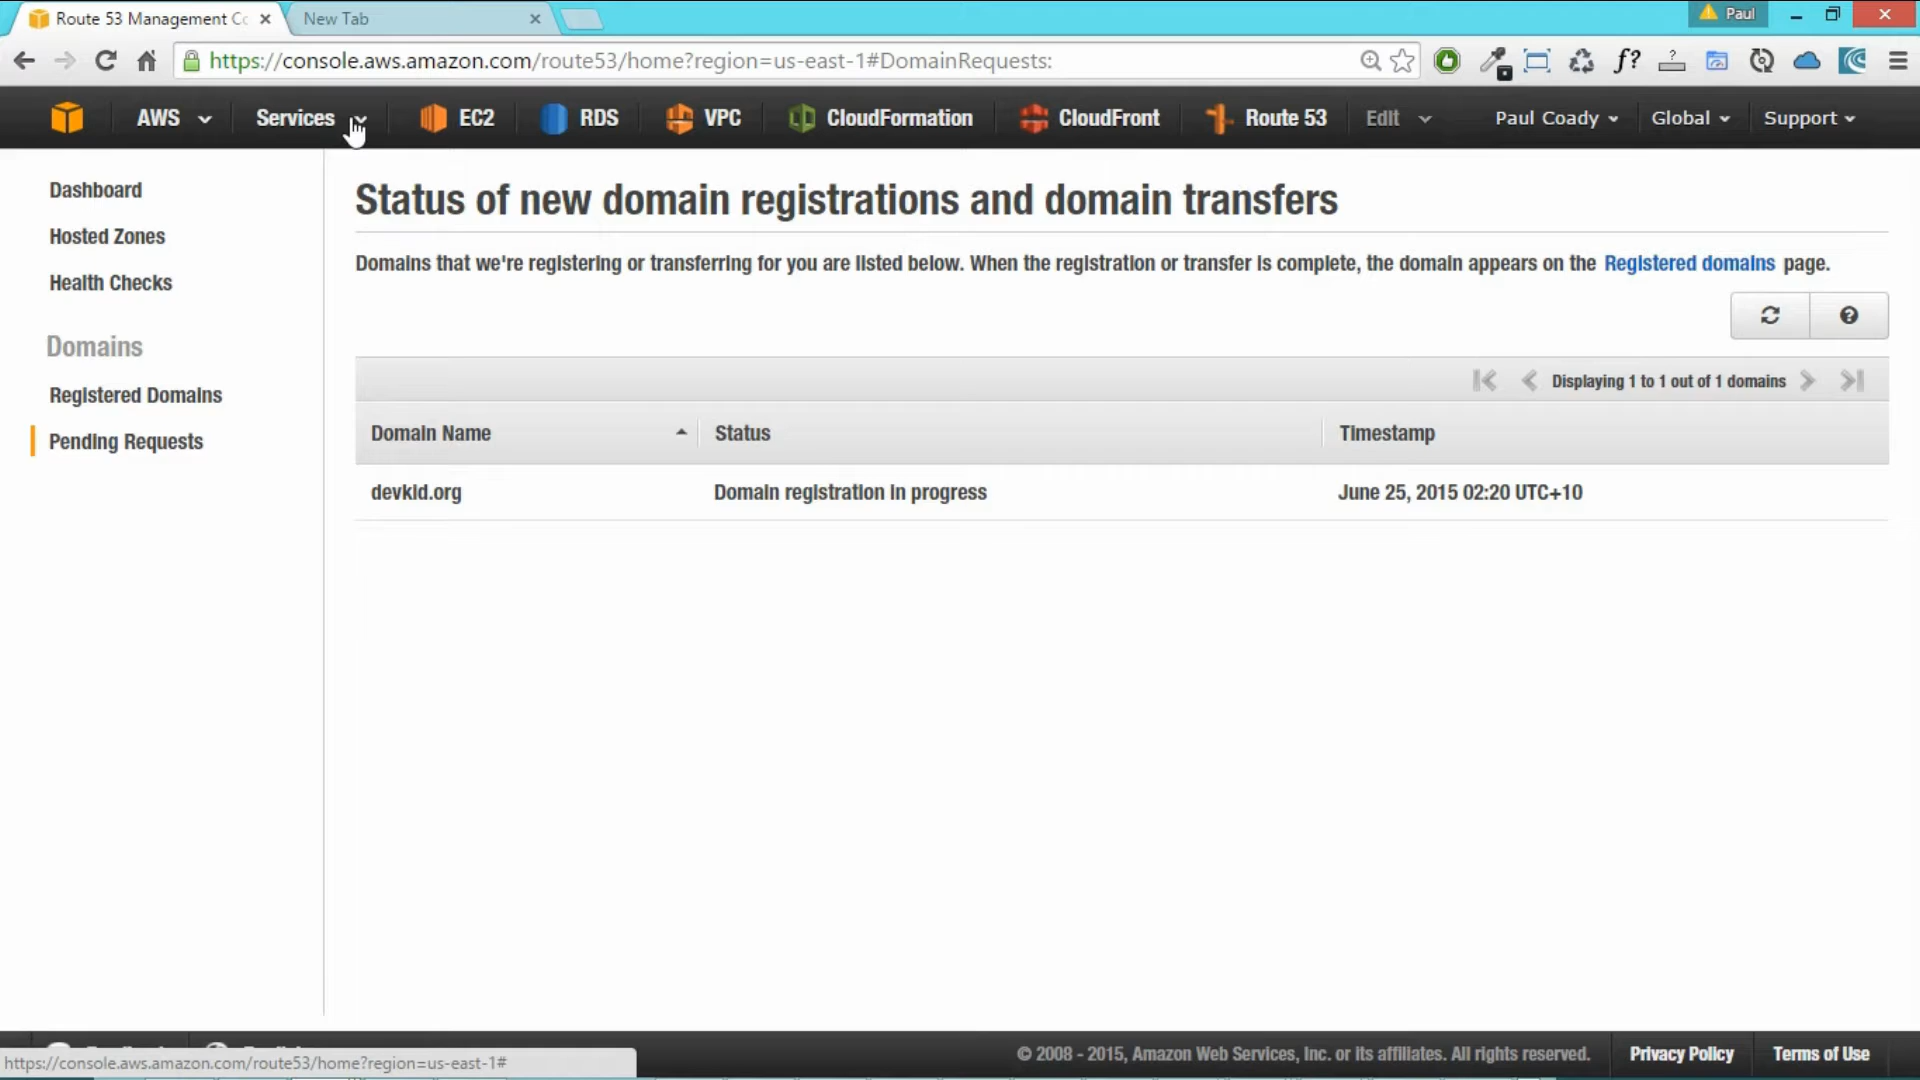 Route 53 Management Co
New Tab
Paul
https://console.aws.amazon.com/route53/home?region=us-east-1#DomainRequests:
f?
AWS Services EC2 RDS VPC CloudFormation CloudFront Route 53 Edit Paul Coady Global Support
Dashboard
Hosted Zones
Health Checks
Domains
Registered Domains
Pending Requests
Status of new domain registrations and domain transfers
Domains that we're registering or transferring for you are listed below. When the registration or transfer is complete, the domain appears on the Registered domains page.
Displaying 1 to 1 out of 1 domains
Domain Name Status Timestamp
devkid.org Domain registration in progress June 25, 2015 02:20 UTC+10
https://console.aws.amazon.com/route53/home?region=us-east-1#
© 2008 - 2015, Amazon Web Services, Inc. or its affiliates. All rights reserved. Privacy Policy Terms of Use